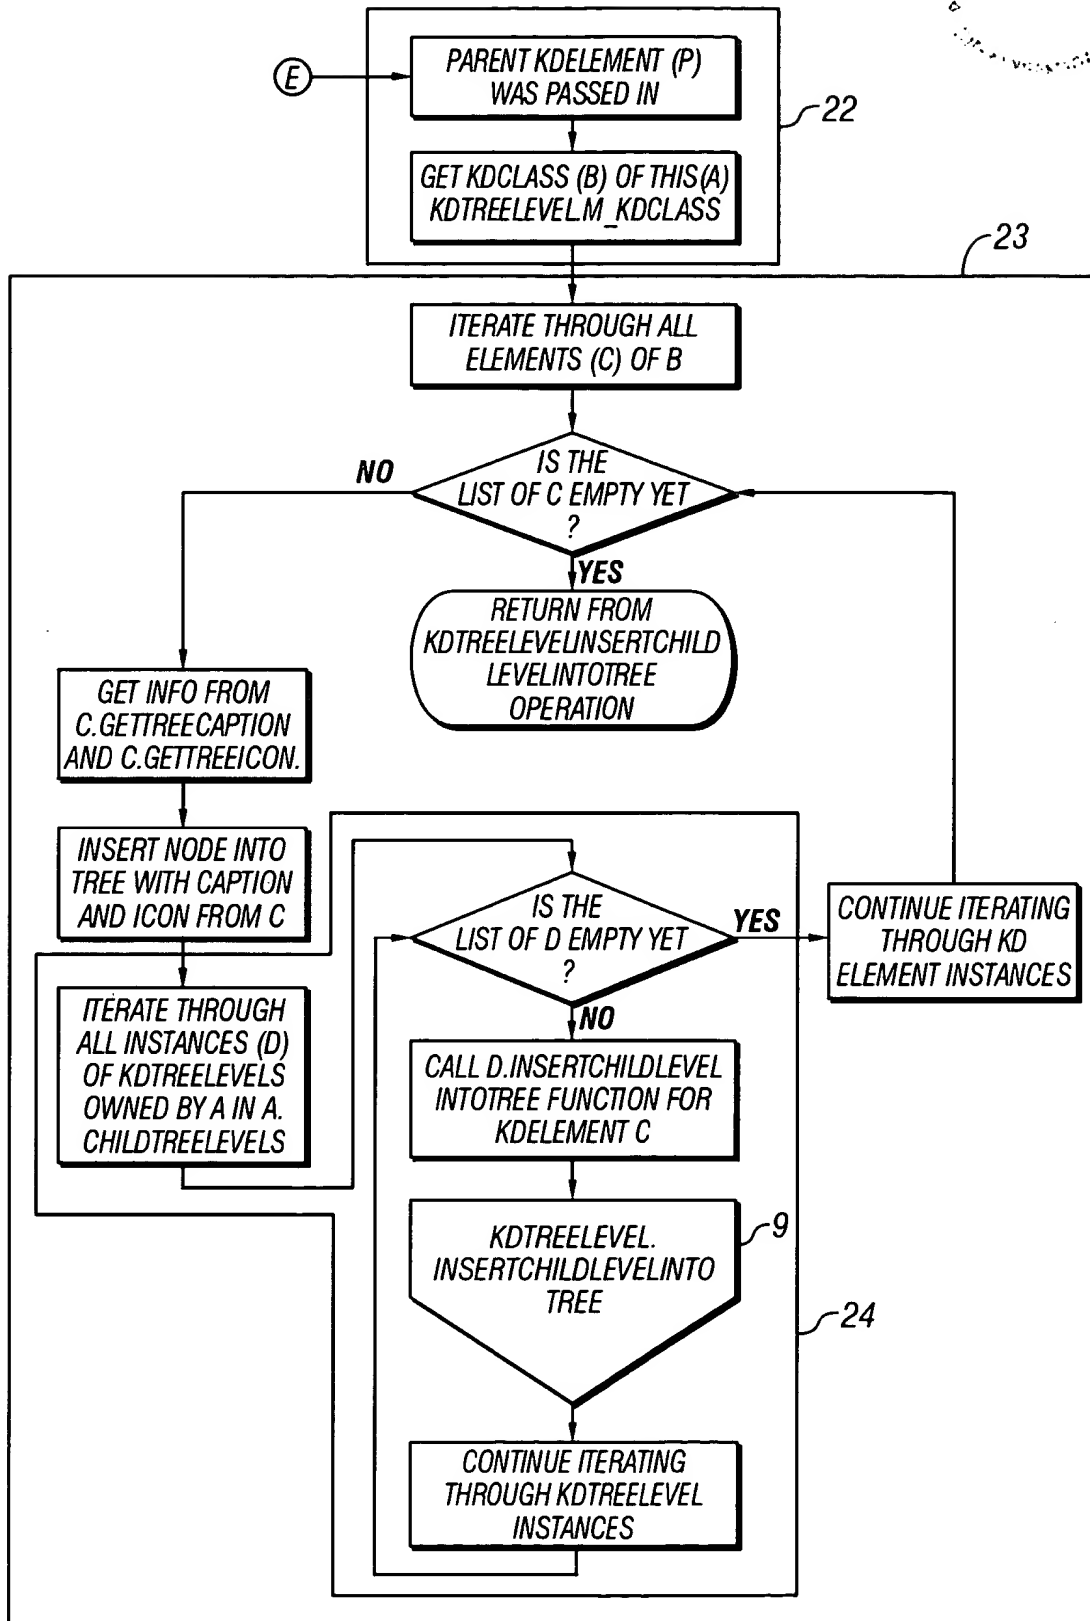 E
PARENT KDELEMENT (P)
WAS PASSED IN
22
GET KDCLASS (B) OF THIS(A)
KDTREELEVEL.M_KDCLASS
23
ITERATE THROUGH ALL
ELEMENTS (C) OF B
NO
IS THE
LIST OF C EMPTY YET
?
YES
RETURN FROM
KDTREELEVELINSERTCHILD
LEVELINTOTREE
OPERATION
GET INFO FROM
C.GETTREECAPTION
AND C.GETTREEICON.
INSERT NODE INTO
TREE WITH CAPTION
AND ICON FROM C
IS THE
LIST OF D EMPTY YET
?
YES
CONTINUE ITERATING
THROUGH KD
ELEMENT INSTANCES
NO
ITERATE THROUGH
ALL INSTANCES (D)
OF KDTREELEVELS
OWNED BY A IN A.
CHILDTREELEVELS
CALL D.INSERTCHILDLEVEL
INTOTREE FUNCTION FOR
KDELEMENT C
KDTREELEVEL.
INSERTCHILDLEVELINTO
TREE
9
24
CONTINUE ITERATING
THROUGH KDTREELEVEL
INSTANCES